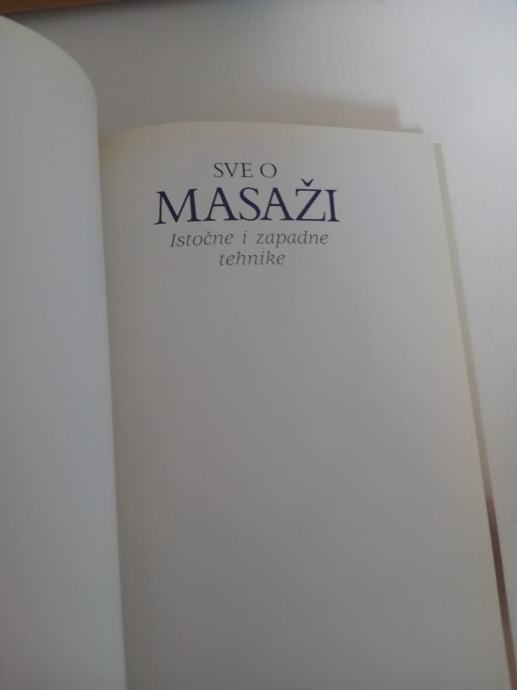 SVE O
MASAŽI
Istočne i zapadne
tehnike